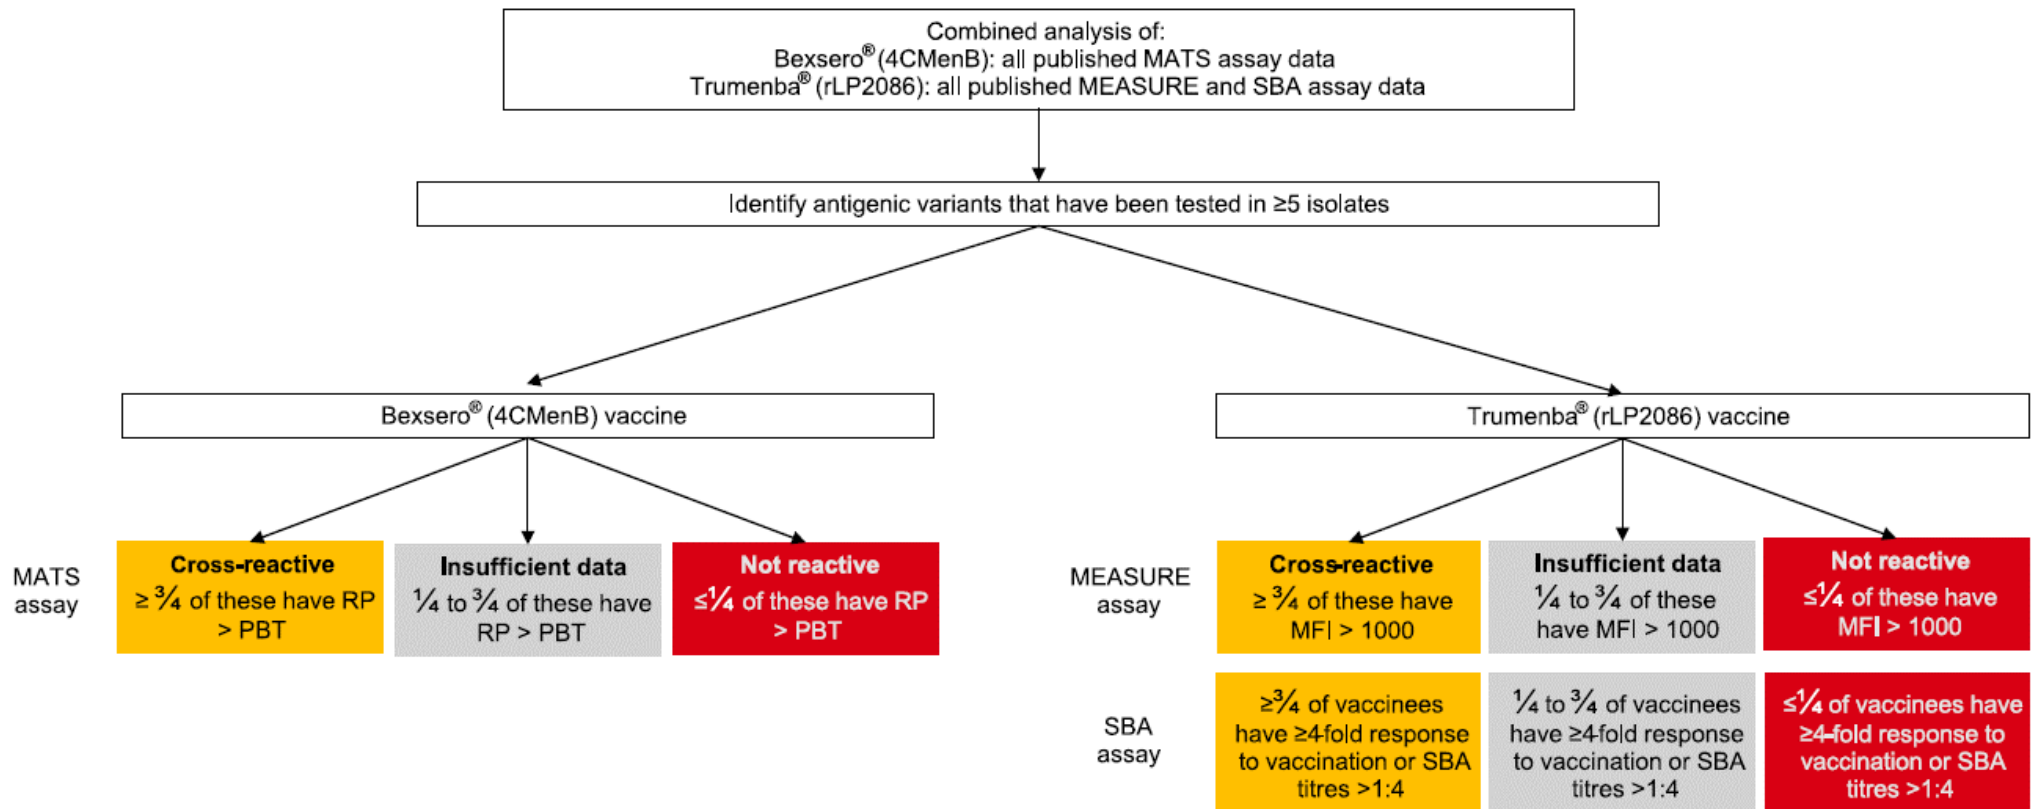 Combined analysis of:
Bexsero® (4CMenB): all published MATS assay data
Trumenba® (rLP2086): all published MEASURE and SBA assay data
Identify antigenic variants that have been tested in ≥5 isolates
Bexsero® (4CMenB) vaccine
Trumenba® (rLP2086) vaccine
MATS
assay
Cross-reactive
≥ ¾ of these have RP
> PBT
Insufficient data
¼ to ¾ of these have
RP > PBT
Not reactive
≤¼ of these have RP
> PBT
MEASURE
assay
Cross-reactive
≥ ¾ of these have
MFI > 1000
Insufficient data
¼ to ¾ of these
have MFI > 1000
Not reactive
≤¼ of these have
MFI > 1000
SBA
assay
≥¾ of vaccinees
have ≥4-fold response
to vaccination or SBA
titres >1:4
¼ to ¾ of vaccinees
have ≥4-fold response
to vaccination or SBA
titres >1:4
≤¼ of vaccinees have
≥4-fold response to
vaccination or SBA
titres >1:4